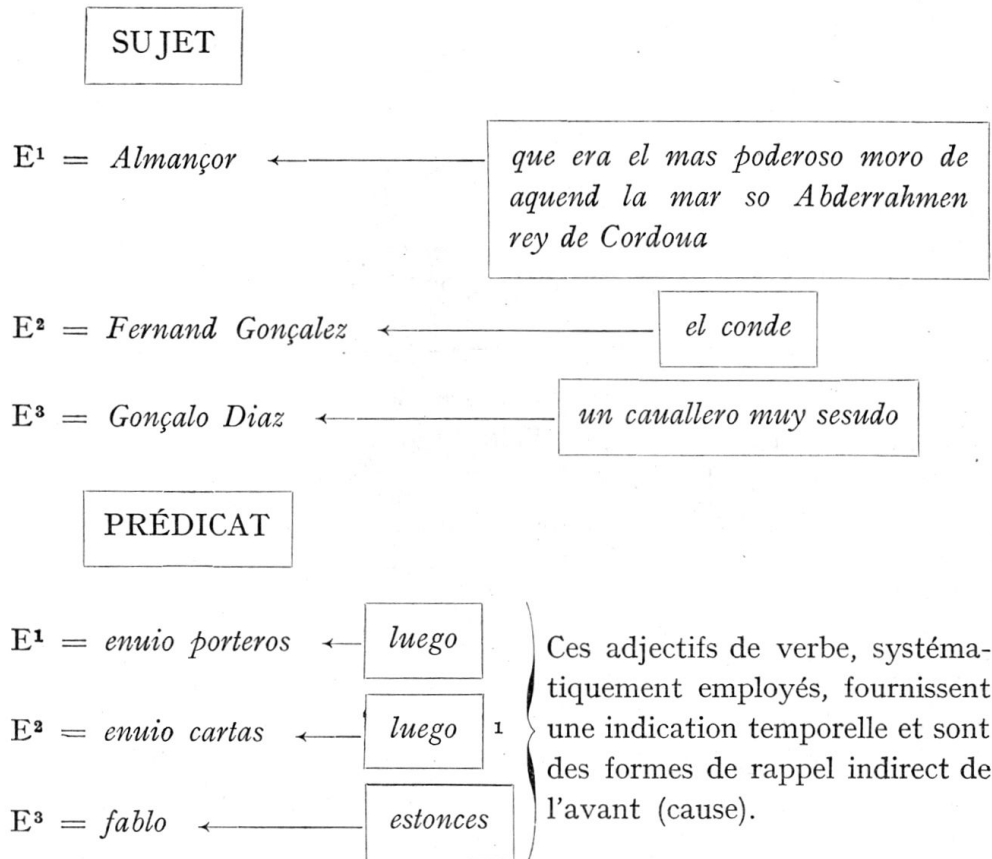 SUJET
E¹ = Almançor ← que era el mas poderoso moro de
aquend la mar so Abderrahmen
rey de Cordoua
E² = Fernand Gonçalez ← el conde
E³ = Gonçalo Diaz ← un cauallero muy sesudo
PRÉDICAT
E¹ = enuio porteros ← luego
E² = enuio cartas ← luego 1
E³ = fablo ← estonces
Ces adjectifs de verbe, systéma-
tiquement employés, fournissent
une indication temporelle et sont
des formes de rappel indirect de
l'avant (cause).